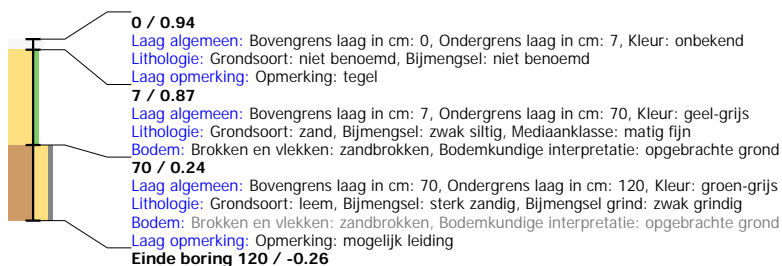 0 / 0.94
Laag algemeen: Bovengrens laag in cm: 0, Ondergrens laag in cm: 7, Kleur: onbekend
Lithologie: Grondsoort: niet benoemd, Bijmengsel: niet benoemd
Laag opmerking: Opmerking: tegel
7 / 0.87
Laag algemeen: Bovengrens laag in cm: 7, Ondergrens laag in cm: 70, Kleur: geel-grijs
Lithologie: Grondsoort: zand, Bijmengsel: zwak siltig, Mediaanklasse: matig fijn
Bodem: Brokken en vlekken: zandbrokken, Bodemkundige interpretatie: opgebrachte grond
70 / 0.24
Laag algemeen: Bovengrens laag in cm: 70, Ondergrens laag in cm: 120, Kleur: groen-grijs
Lithologie: Grondsoort: leem, Bijmengsel: sterk zandig, Bijmengsel grind: zwak grindig
Bodem: Brokken en vlekken: zandbrokken, Bodemkundige interpretatie: opgebrachte grond
Laag opmerking: Opmerking: mogelijk leiding
Einde boring 120 / -0.26